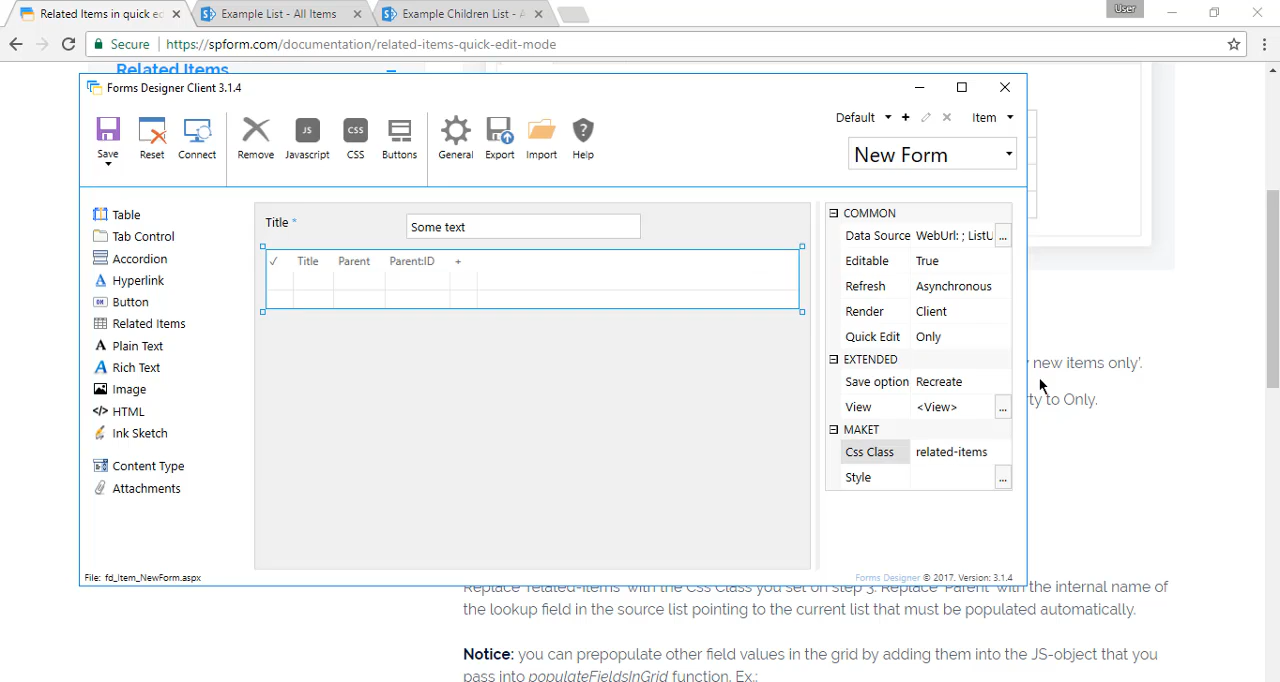 Related Items in quick ed
Example List - All Items
Example Children List - A
User
Secure
https://spform.com/documentation/related-items-quick-edit-mode
Related Items
Forms Designer Client 3.1.4
Save
Reset
Connect
Remove
JS
Javascript
CSS
CSS
Buttons
General
Export
Import
Help
Default
Item
New Form
Table
Tab Control
Accordion
Hyperlink
OK
Button
Related Items
Plain Text
Rich Text
Image
HTML
Ink Sketch
Content Type
Attachments
Title *
Some text
Title Parent Parent:ID +
COMMON
Data Source WebUrl: ; ListU ...
Editable True
Refresh Asynchronous
Render Client
Quick Edit Only
EXTENDED
Save option Recreate
View <View> ...
MAKET
Css Class related-items
Style ...
File: fd_Item_NewForm.aspx
Forms Designer © 2017. Version: 3.1.4
new items only'.
ty to Only.
Replace 'related-items' with the Css Class you set on step 3. Replace 'Parent' with the internal name of
the lookup field in the source list pointing to the current list that must be populated automatically.
Notice: you can prepopulate other field values in the grid by adding them into the JS-object that you
pass into populateFieldsInGrid function. Ex.: